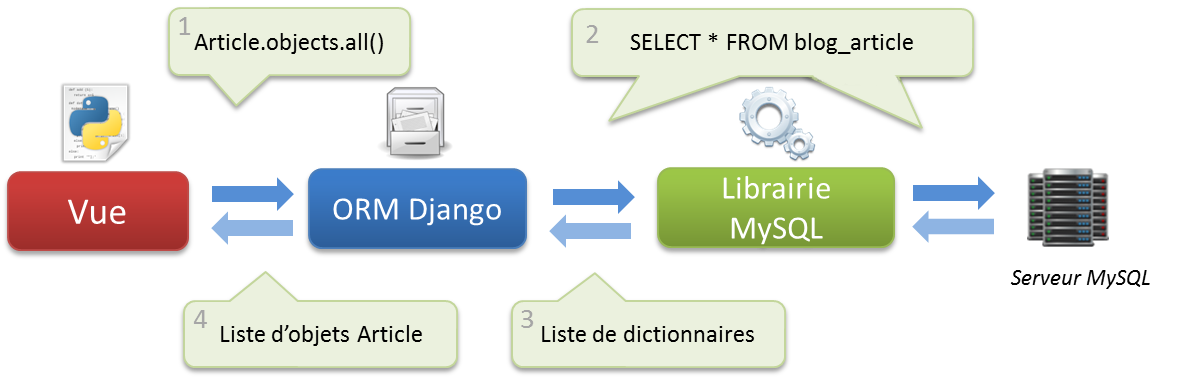 1
Article.objects.all()
2
SELECT * FROM blog_article
Vue
ORM Django
Librairie
MySQL
Serveur MySQL
4
Liste d’objets Article
3
Liste de dictionnaires